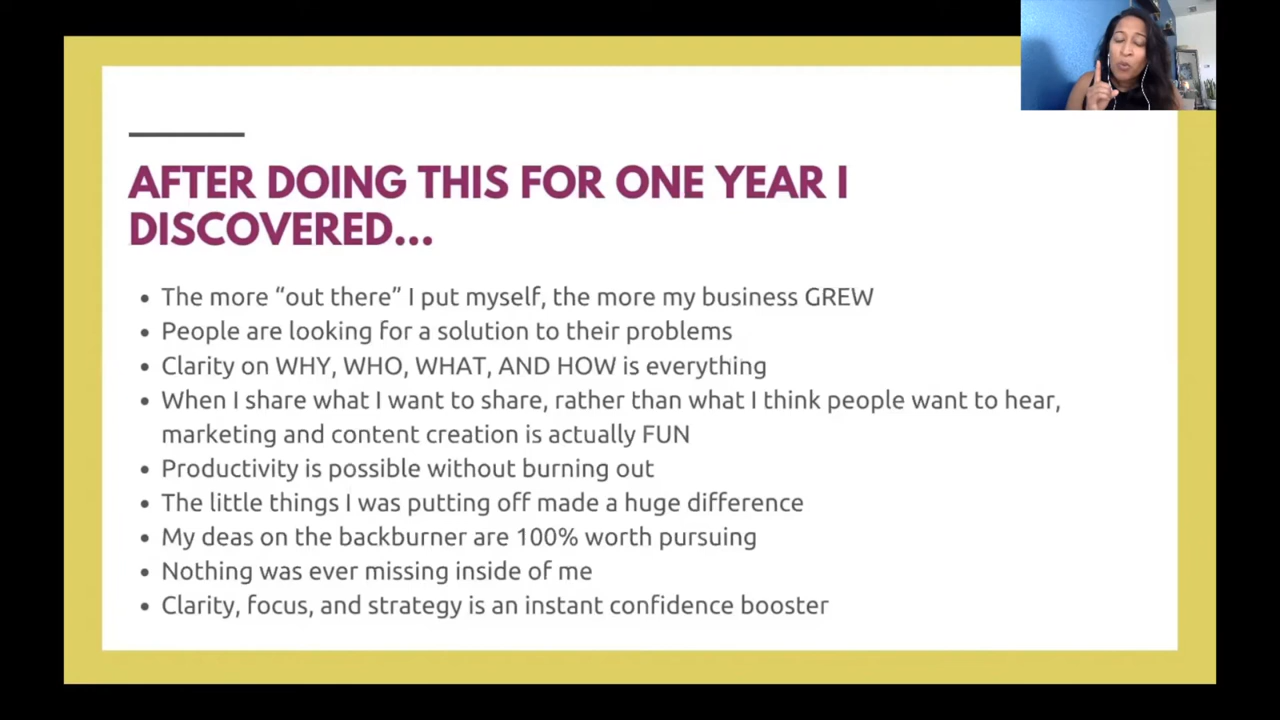 AFTER DOING THIS FOR ONE YEAR I
DISCOVERED...
• The more “out there” I put myself, the more my business GREW
• People are looking for a solution to their problems
• Clarity on WHY, WHO, WHAT, AND HOW is everything
• When I share what I want to share, rather than what I think people want to hear,
marketing and content creation is actually FUN
• Productivity is possible without burning out
• The little things I was putting off made a huge difference
• My deas on the backburner are 100% worth pursuing
• Nothing was ever missing inside of me
• Clarity, focus, and strategy is an instant confidence booster